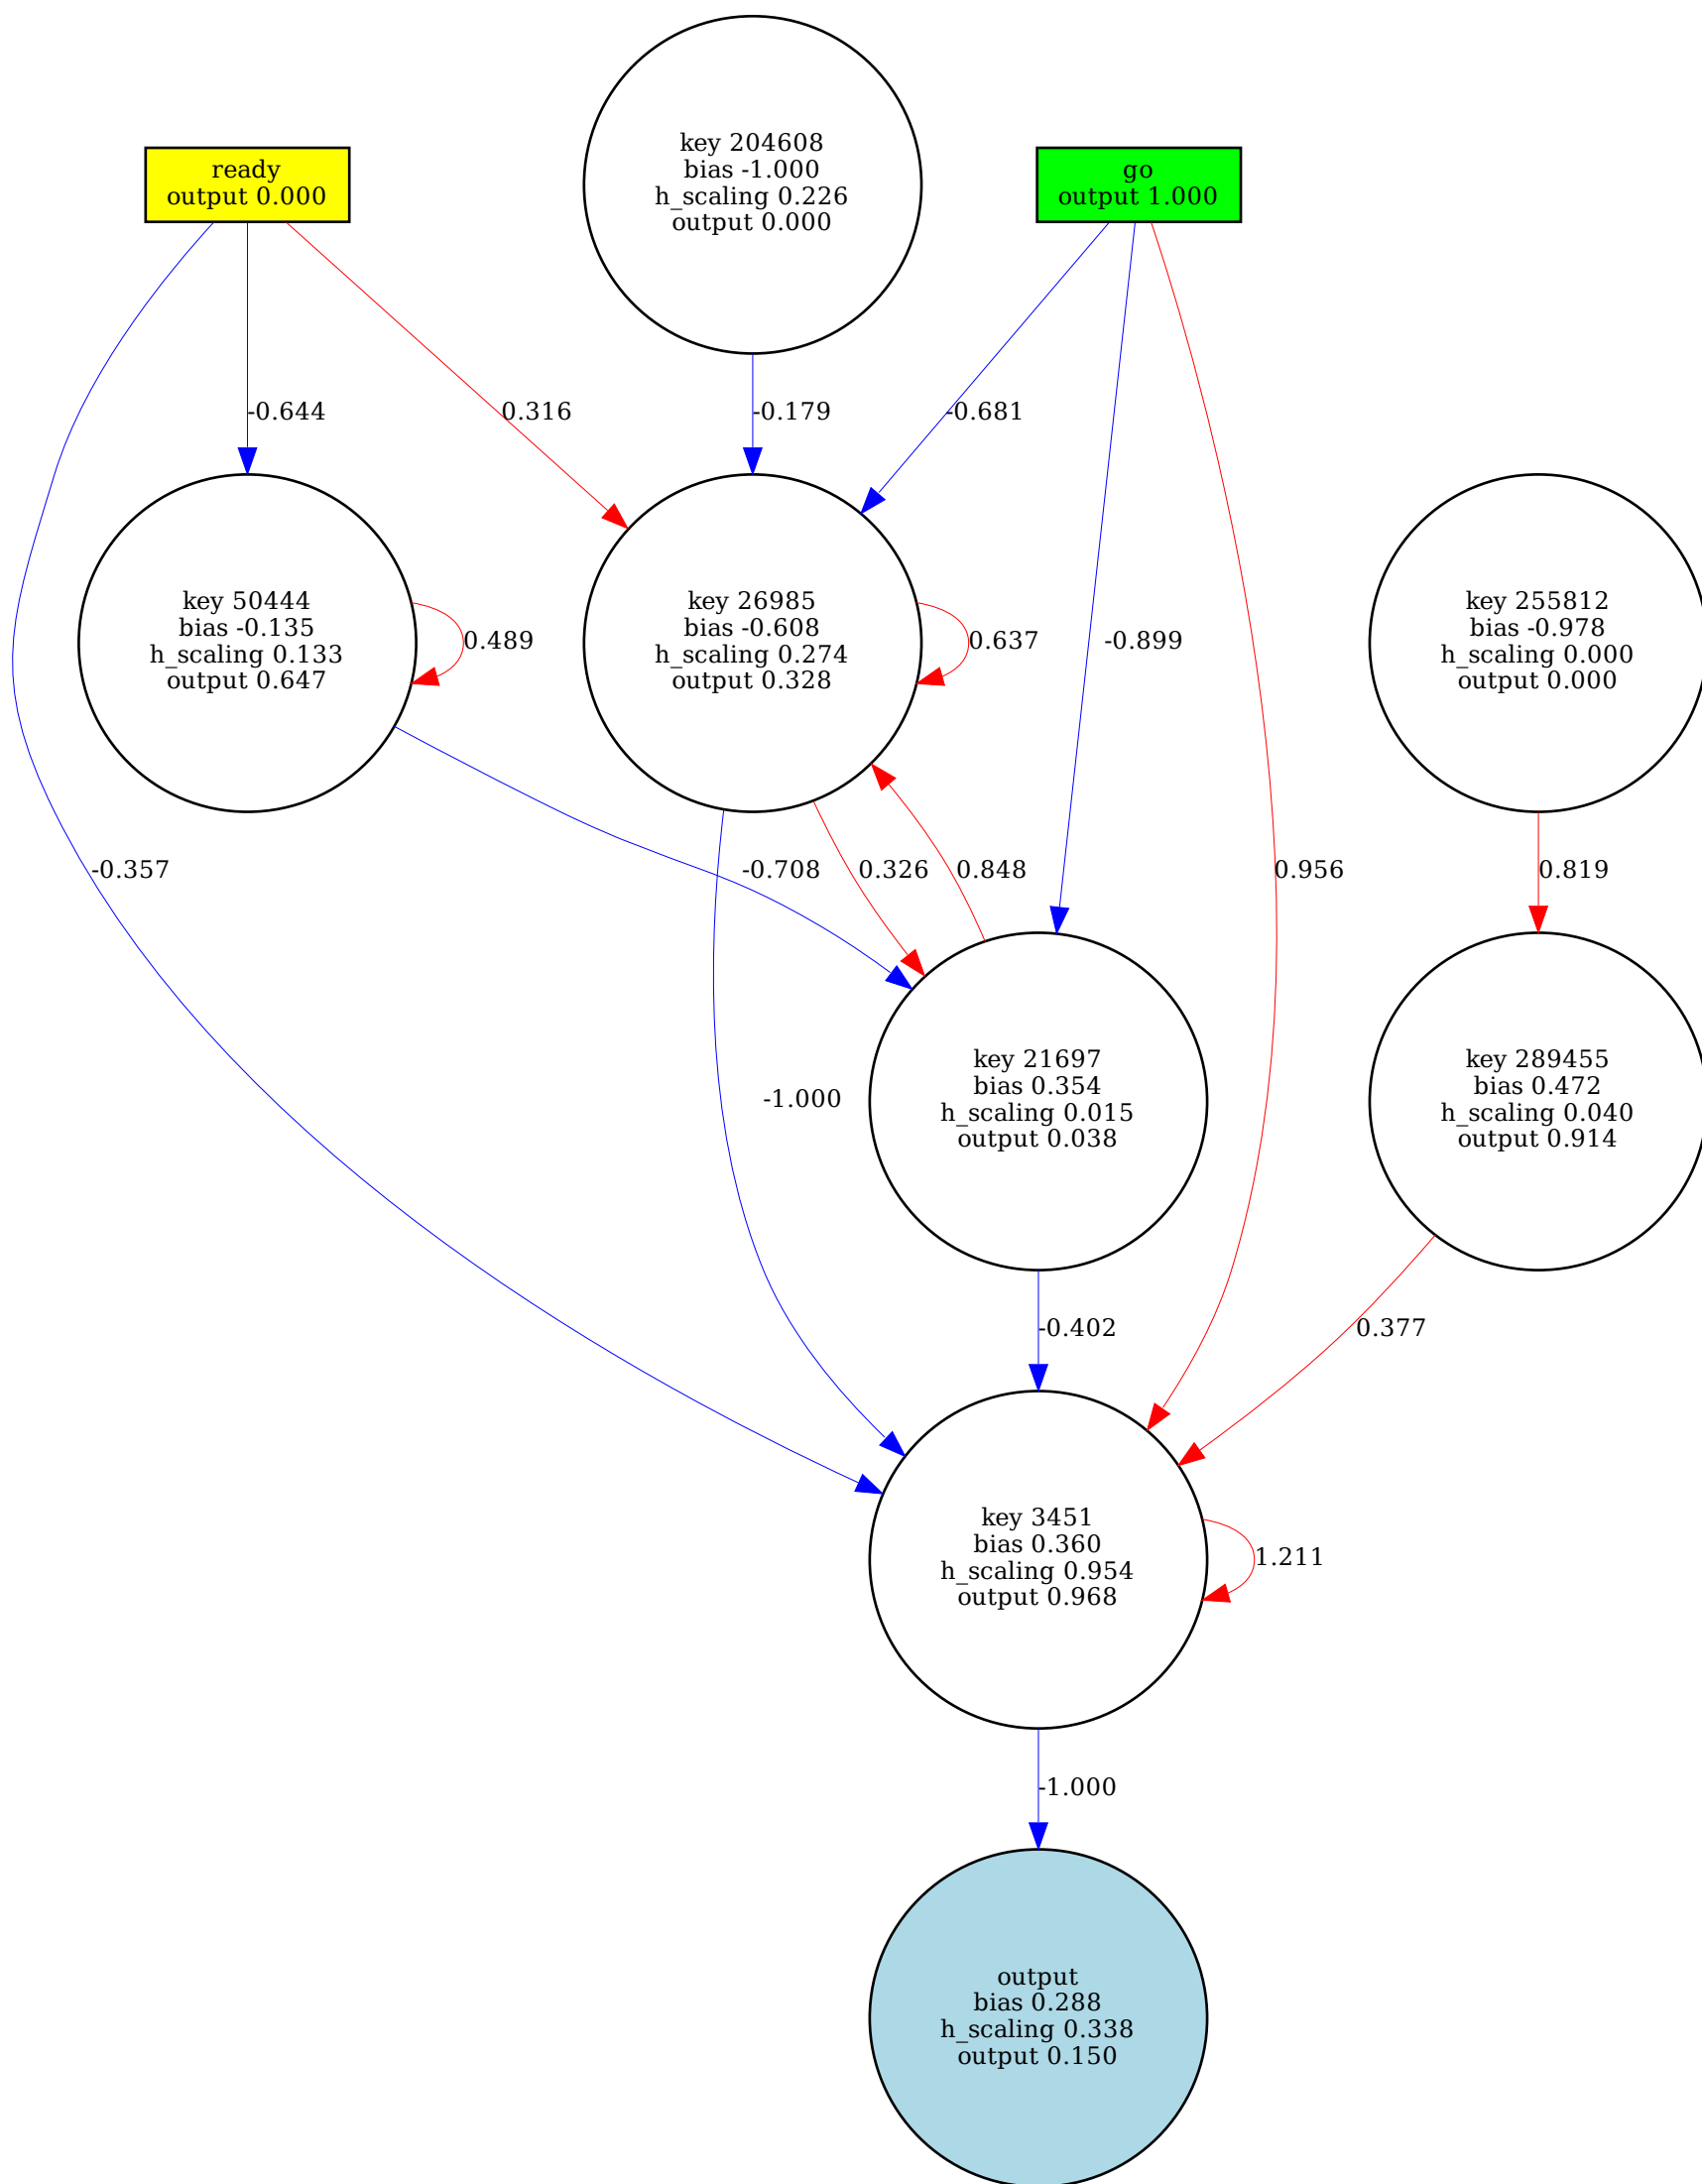 key 204608
bias -1.000
h_scaling 0.226
output 0.000
ready
output 0.000
go
output 1.000
-0.644
0.316
-0.179
-0.681
key 50444
bias -0.135
h_scaling 0.133
output 0.647
0.489
key 26985
bias -0.608
h_scaling 0.274
output 0.328
0.637
-0.899
key 255812
bias -0.978
h_scaling 0.000
output 0.000
-0.357
-0.708
0.326
0.848
0.956
0.819
-1.000
key 21697
bias 0.354
h_scaling 0.015
output 0.038
key 289455
bias 0.472
h_scaling 0.040
output 0.914
-0.402
0.377
key 3451
bias 0.360
h_scaling 0.954
output 0.968
1.211
-1.000
output
bias 0.288
h_scaling 0.338
output 0.150